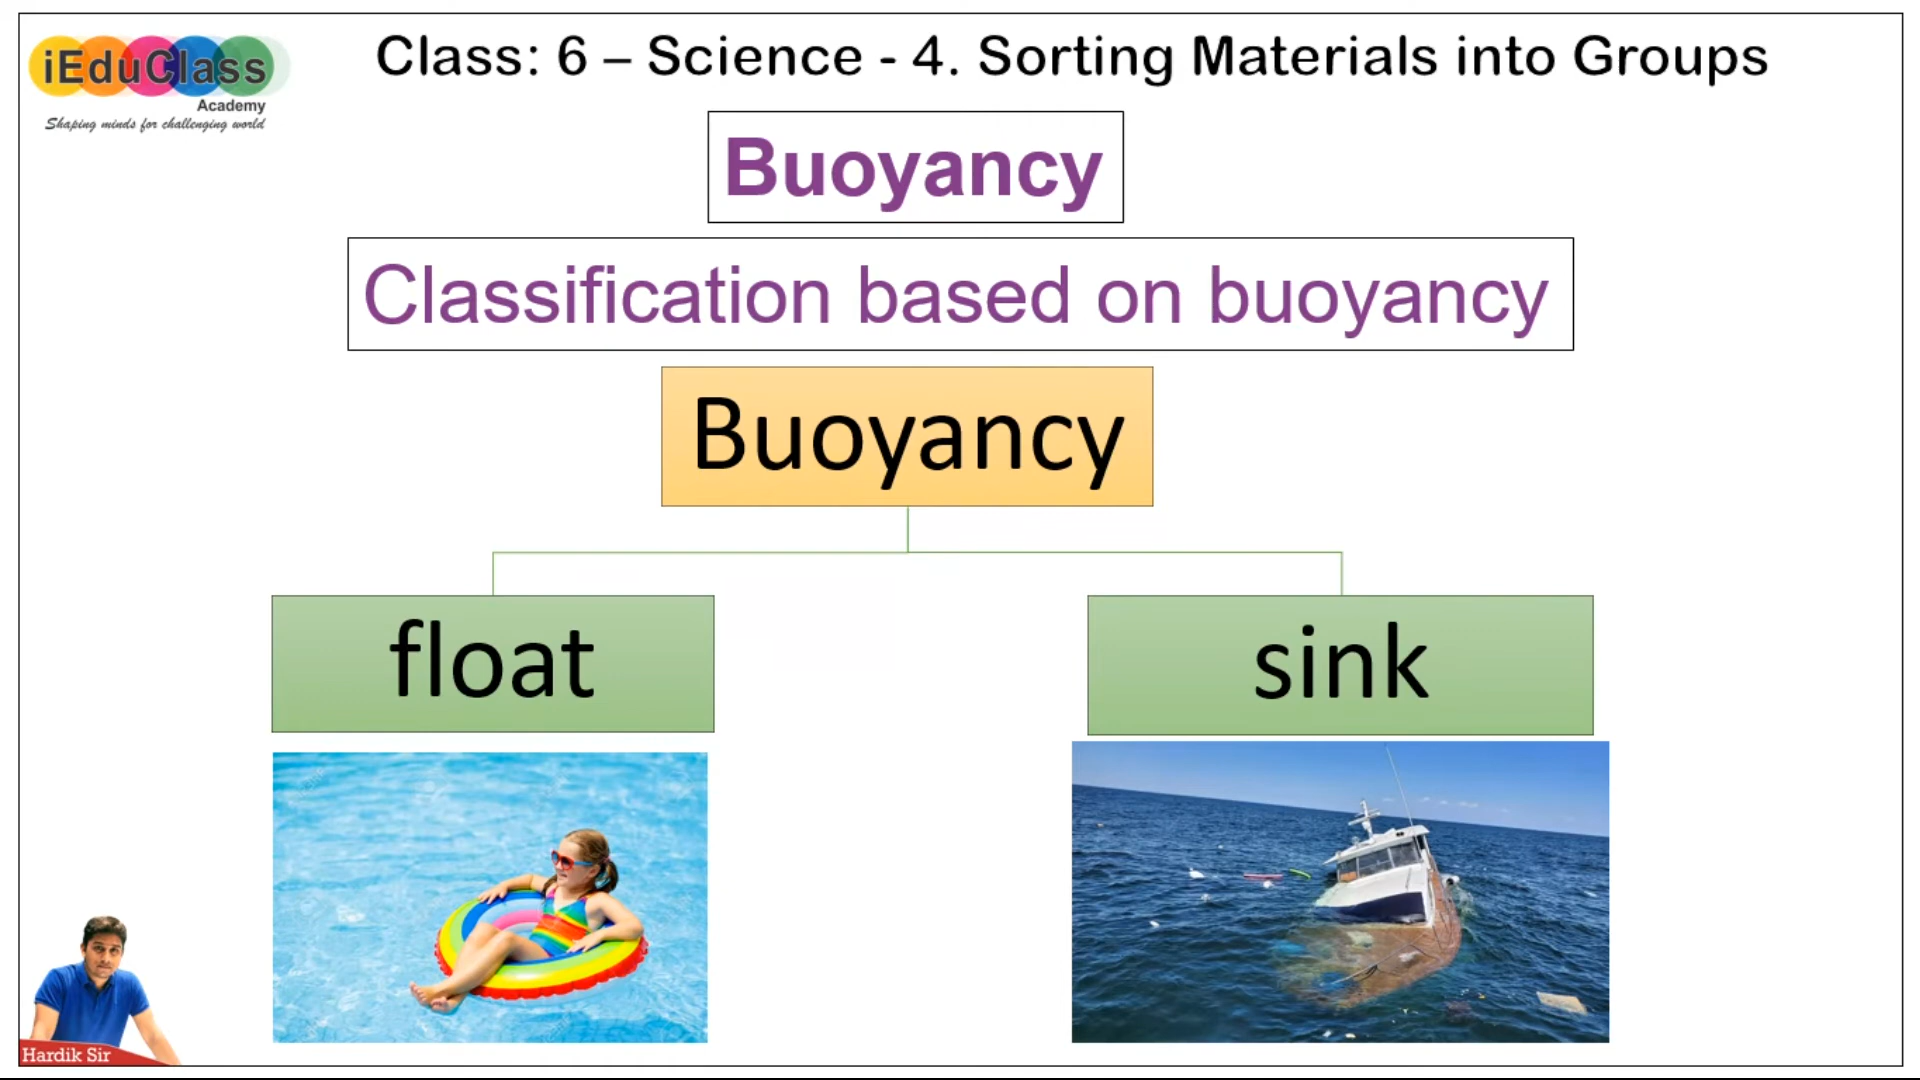 iEduClass
Academy
Shaping minds for challenging world
Class: 6 – Science - 4. Sorting Materials into Groups
Buoyancy
Classification based on buoyancy
Buoyancy
float
sink
Hardik Sir